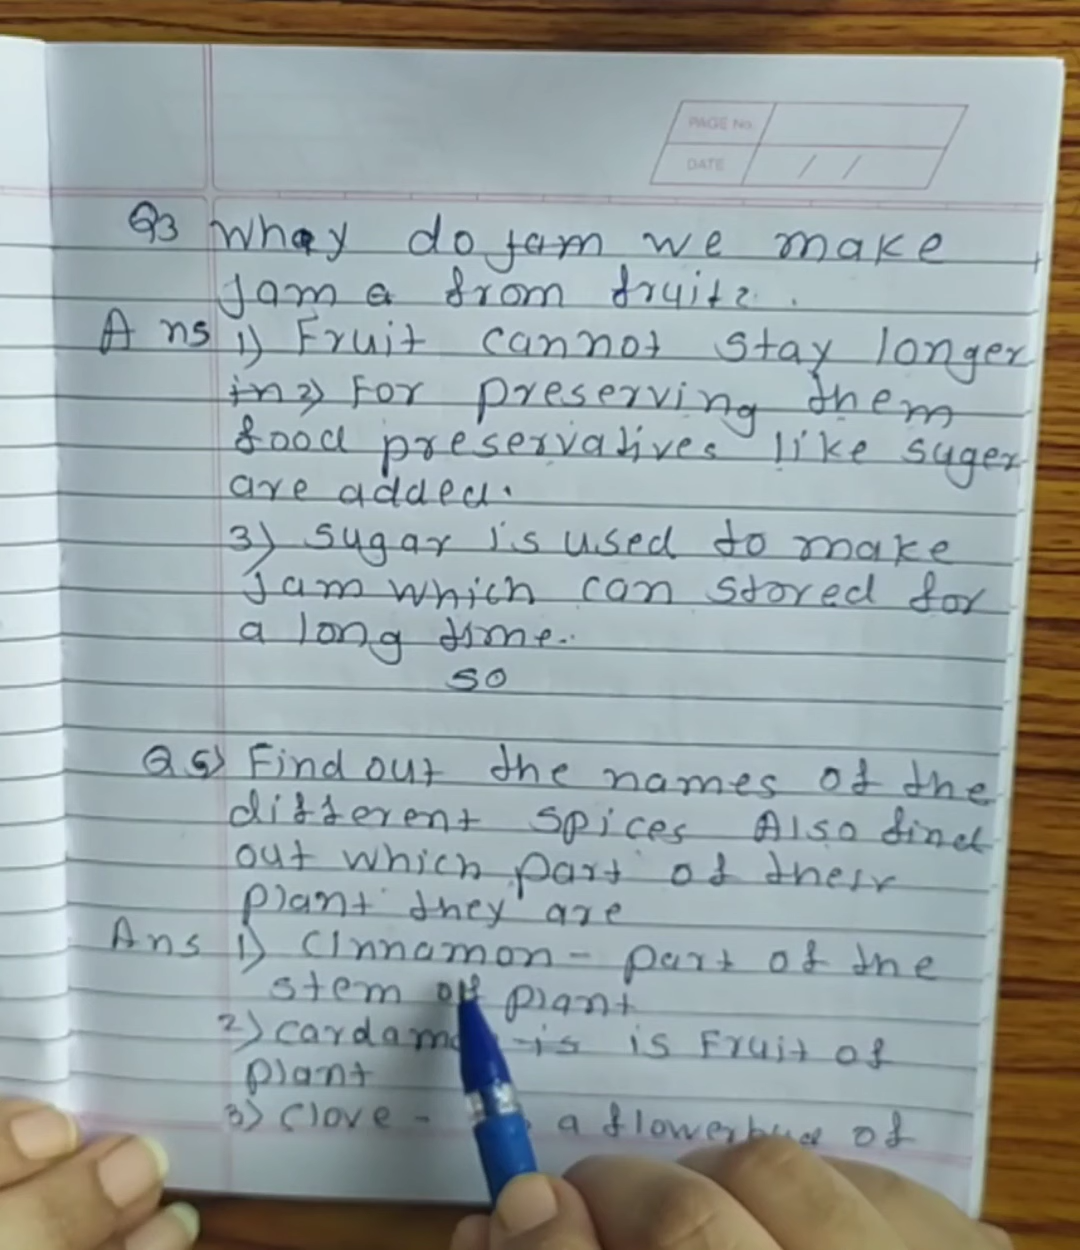 PAGE No.
DATE / /
Q3 Whay do jam we make
jam a from fruit?.
Ans 1) Fruit cannot stay longer
in 2) For preserving them
food preservatives like suger
are added.
3) Sugar is used to make
jam which can stored for
a long time..
so
Q5) Find out the names of the
different spices Also find
out which part of their
plant they are
Ans 1) Cinnamon - part of the
stem of plant
2) is is Fruit of
plant
3) Clove - a flowerbud of